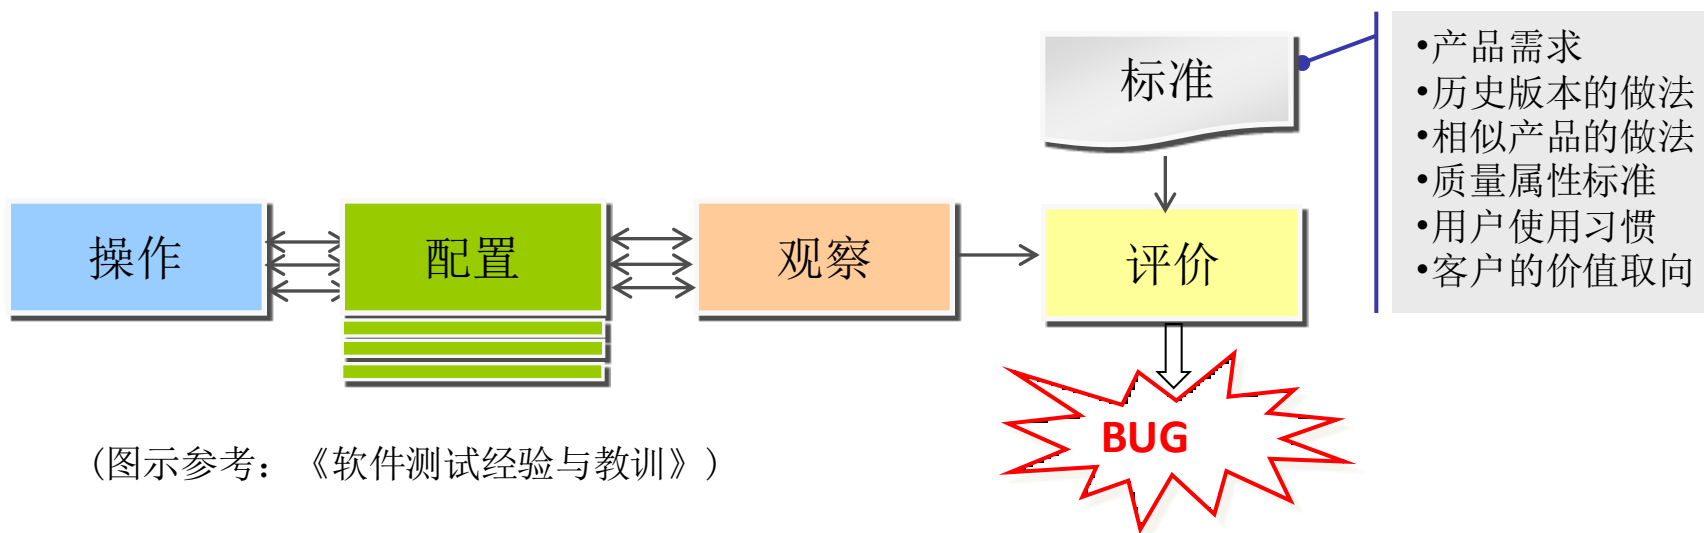 标准
•产品需求
•历史版本的做法
•相似产品的做法
•质量属性标准
•用户使用习惯
•客户的价值取向
操作
配置
观察
评价
BUG
(图示参考：《软件测试经验与教训》)